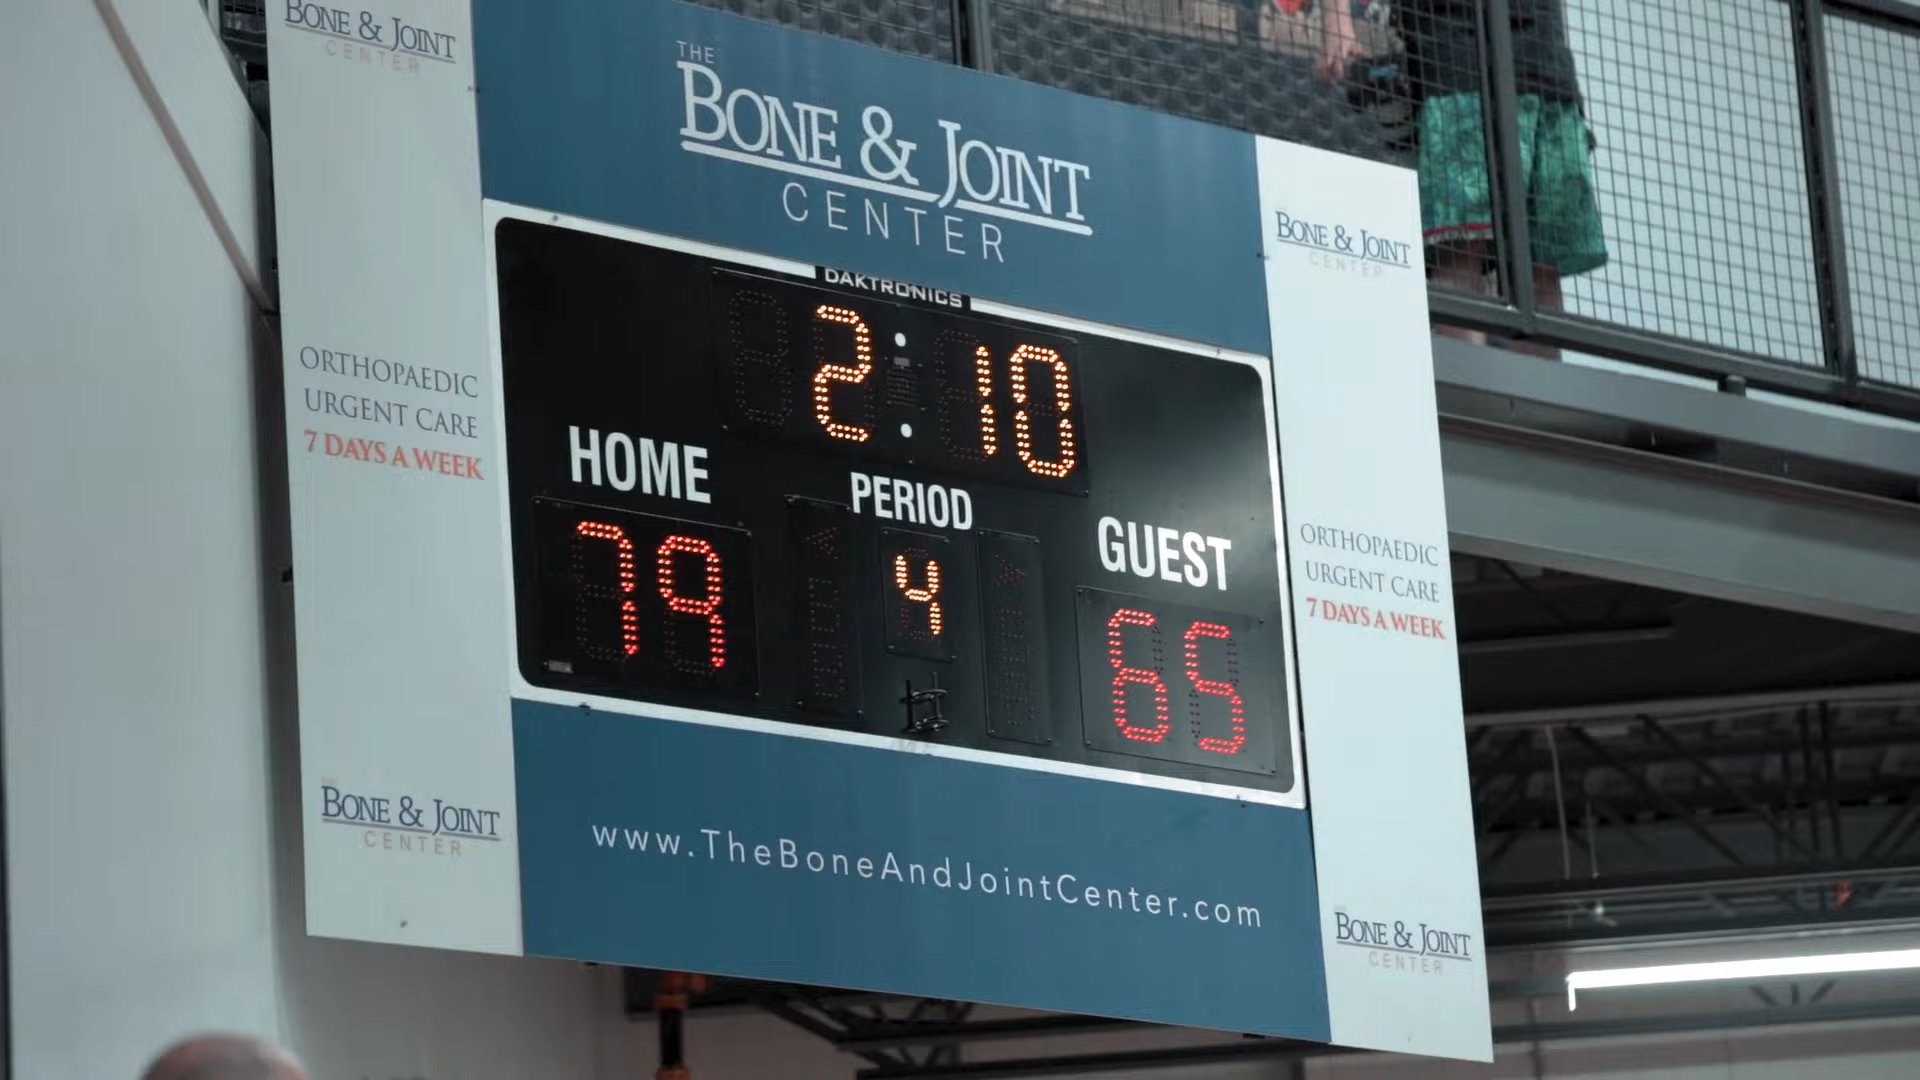 BONE & JOINT
CENTER
ORTHOPAEDIC
URGENT CARE
7 DAYS A WEEK
BONE & JOINT
CENTER
THE
BONE & JOINT
CENTER
DAKTRONICS
2:10
HOME
PERIOD
GUEST
79
4
65
www.TheBoneAndJointCenter.com
BONE & JOINT
CENTER
ORTHOPAEDIC
URGENT CARE
7 DAYS A WEEK
BONE & JOINT
CENTER